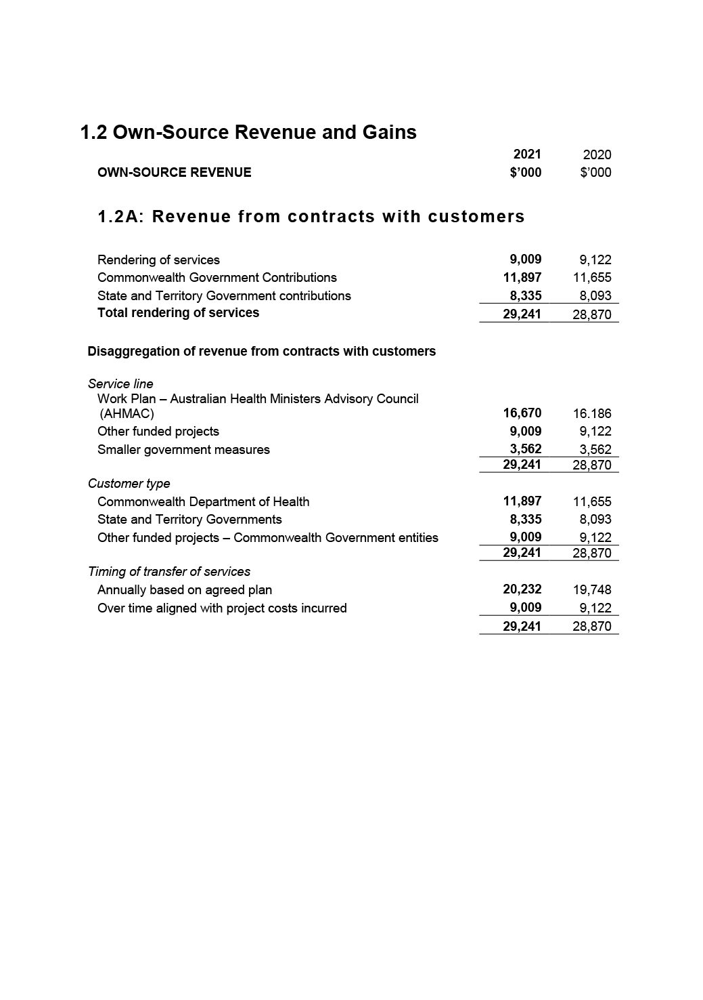 1.2 Own-Source Revenue and Gains
2021 2020
OWN-SOURCE REVENUE $’000 $’000
1.2A: Revenue from contracts with customers
Rendering of services 9,009 9,122
Commonwealth Government Contributions 11,897 11,655
State and Territory Government contributions 8,335 8,093
Total rendering of services 29,241 28,870
Disaggregation of revenue from contracts with customers
Service line
Work Plan – Australian Health Ministers Advisory Council
(AHMAC) 16,670 16.186
Other funded projects 9,009 9,122
Smaller government measures 3,562 3,562
29,241 28,870
Customer type
Commonwealth Department of Health 11,897 11,655
State and Territory Governments 8,335 8,093
Other funded projects – Commonwealth Government entities 9,009 9,122
29,241 28,870
Timing of transfer of services
Annually based on agreed plan 20,232 19,748
Over time aligned with project costs incurred 9,009 9,122
29,241 28,870